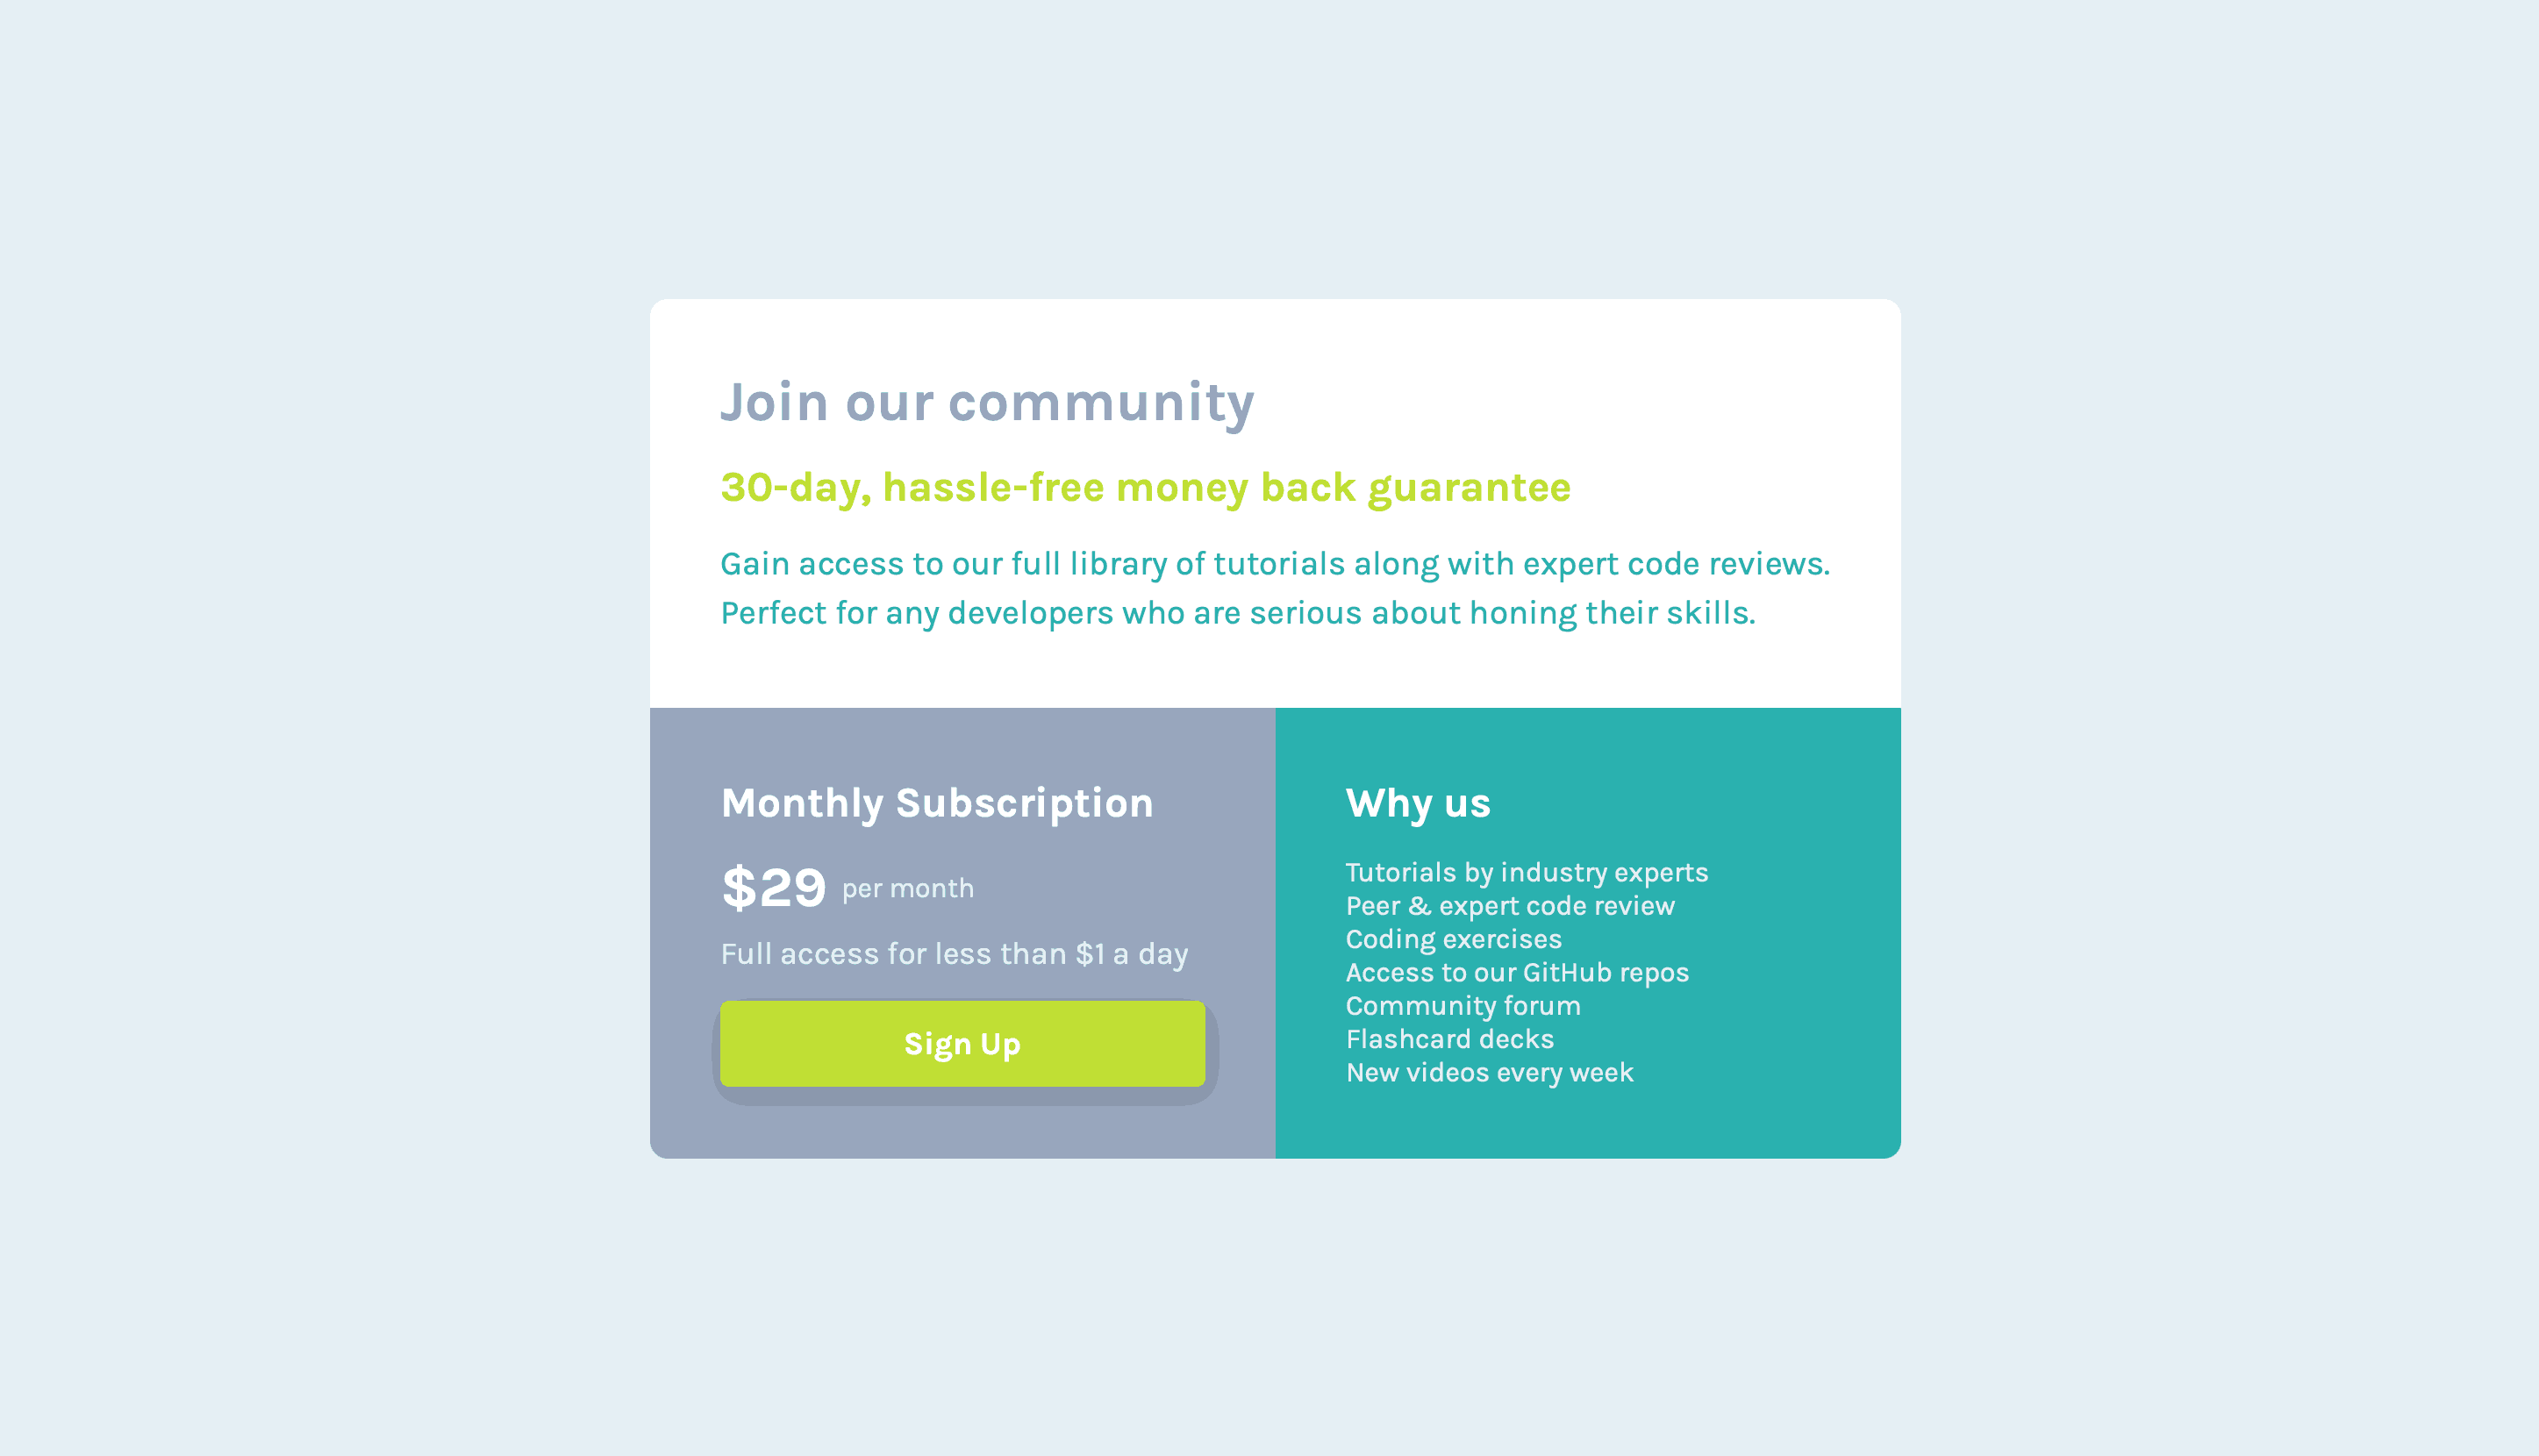 Join our community
30-day, hassle-free money back guarantee
Gain access to our full library of tutorials along with expert code reviews.
Perfect for any developers who are serious about honing their skills.
Monthly Subscription
$29 per month
Full access for less than $1 a day
Sign Up
Why us
Tutorials by industry experts
Peer & expert code review
Coding exercises
Access to our GitHub repos
Community forum
Flashcard decks
New videos every week